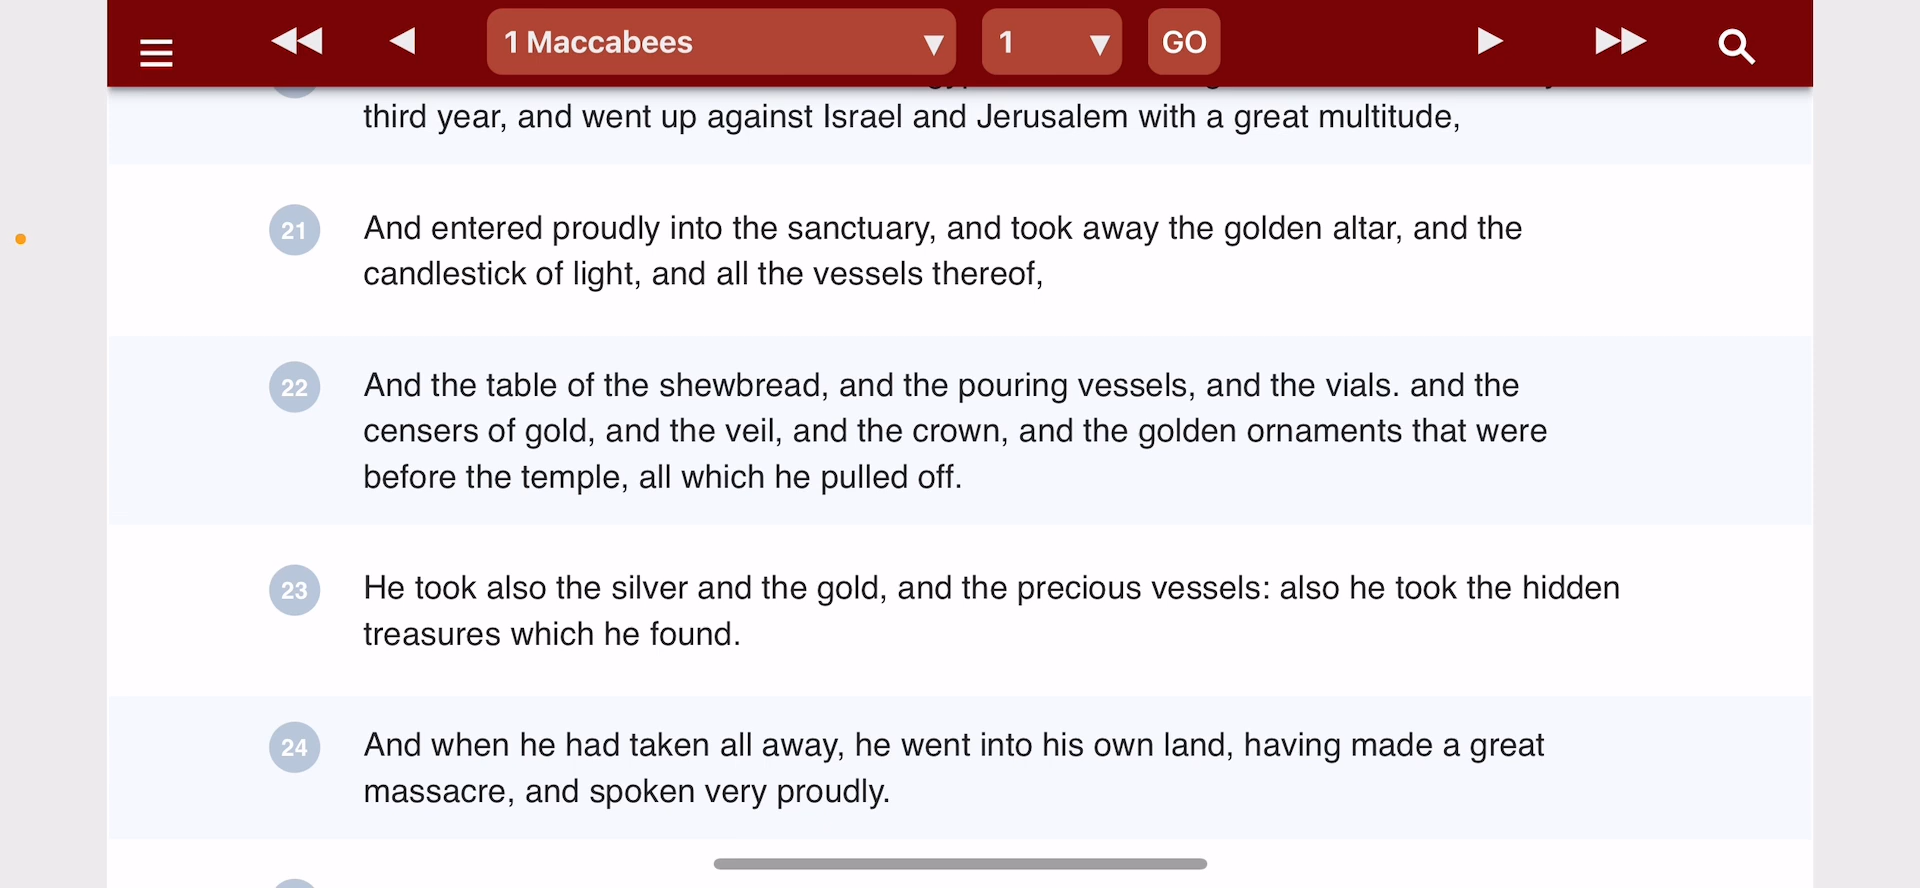 1 Maccabees ▼ 1 ▼ GO
third year, and went up against Israel and Jerusalem with a great multitude,
21 And entered proudly into the sanctuary, and took away the golden altar, and the
candlestick of light, and all the vessels thereof,
22 And the table of the shewbread, and the pouring vessels, and the vials. and the
censers of gold, and the veil, and the crown, and the golden ornaments that were
before the temple, all which he pulled off.
23 He took also the silver and the gold, and the precious vessels: also he took the hidden
treasures which he found.
24 And when he had taken all away, he went into his own land, having made a great
massacre, and spoken very proudly.